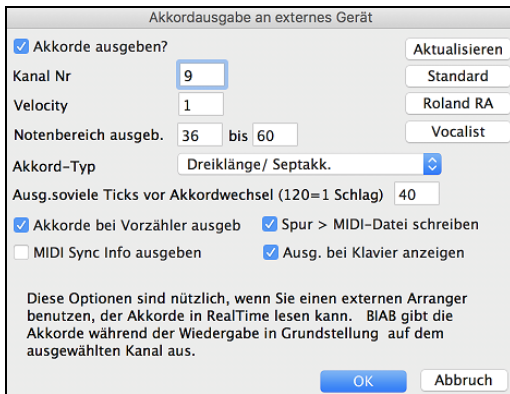 Akkordausgabe an externes Gerät
Akkorde ausgeben? Aktualisieren
Kanal Nr 9 Standard
Velocity 1 Roland RA
Notenbereich ausgeb. 36 bis 60 Vocalist
Akkord-Typ Dreiklänge/ Septakk.
Ausg.soviele Ticks vor Akkordwechsel (120=1 Schlag) 40
Akkorde bei Vorzähler ausgeb Spur > MIDI-Datei schreiben
MIDI Sync Info ausgeben Ausg. bei Klavier anzeigen
Diese Optionen sind nützlich, wenn Sie einen externen Arranger
benutzen, der Akkorde in RealTime lesen kann. BIAB gibt die
Akkorde während der Wiedergabe in Grundstellung auf dem
ausgewählten Kanal aus.
OK Abbruch